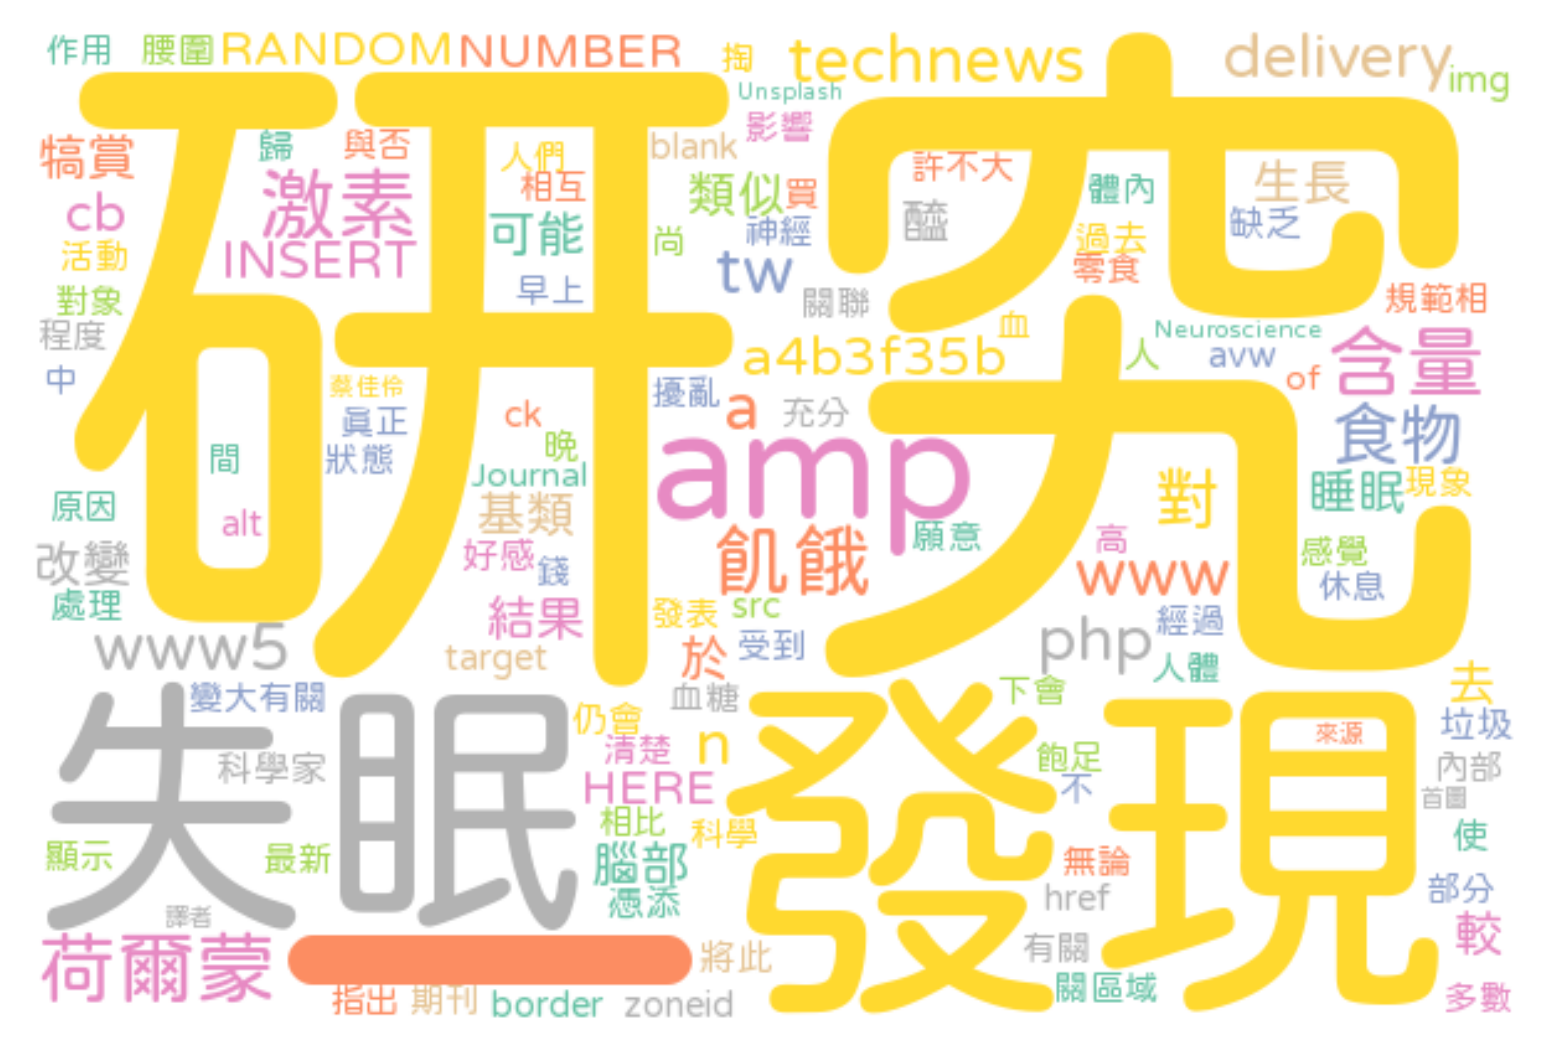 作用
腰圍
RANDOM
NUMBER
掏
technews
delivery
img
Unsplash
研究
犒賞
歸
與否
人們
blank
影響
許不大
生長
cb
激素
相互
類似
買
體內
缺乏
活動
INSERT
可能
尚
神經
醯
過去
零食
對象
早上
tw
關聯
規範相
程度
血
Neuroscience
含量
中
蔡佳伶
a4b3f35b
人
avw
of
眞正
ck
擾亂
a
充分
食物
間
狀態
晚
Journal
amp
對
睡眠
現象
原因
alt
基類
願意
高
感覺
改變
好感
錢
飢餓
www
休息
處理
結果
發表
src
經過
www5
target
於
受到
php
人體
變大有關
血糖
下會
去
失眠
仍會
發現
來源
垃圾
科學家
清楚
n
飽足
內部
HERE
不
首圖
顯示
最新
相比
科學
使
腦部
無論
部分
譯者
憑添
href
較
荷爾蒙
將此
有關
關區域
指出
期刊
border
zoneid
多數